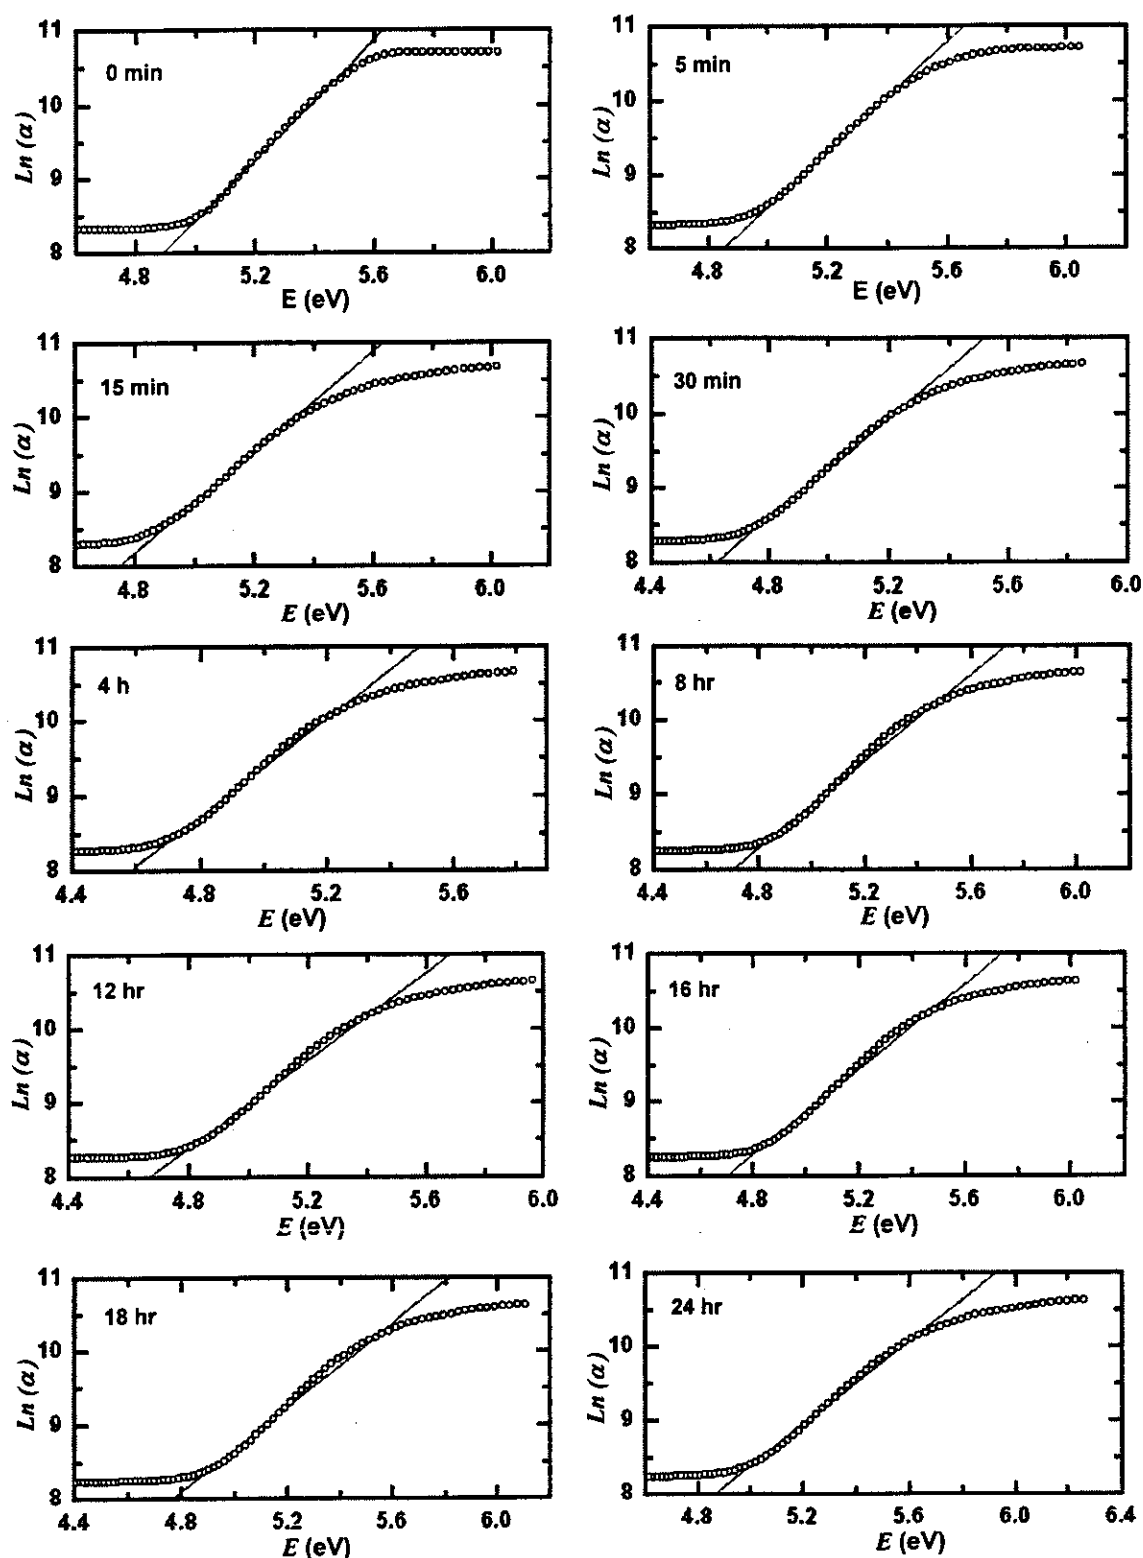 11
10
9
8
Ln (α)
0 min
4.8 5.2 5.6 6.0
E (eV)
11
10
9
8
Ln (α)
5 min
4.8 5.2 5.6 6.0
E (eV)
11
10
9
8
Ln (α)
15 min
4.8 5.2 5.6 6.0
E (eV)
11
10
9
8
Ln (α)
30 min
4.4 4.8 5.2 5.6 6.0
E (eV)
11
10
9
8
Ln (α)
4 h
4.4 4.8 5.2 5.6
E (eV)
11
10
9
8
Ln (α)
8 hr
4.4 4.8 5.2 5.6 6.0
E (eV)
11
10
9
8
Ln (α)
12 hr
4.4 4.8 5.2 5.6 6.0
E (eV)
11
10
9
8
Ln (α)
16 hr
4.4 4.8 5.2 5.6 6.0
E (eV)
11
10
9
8
Ln (α)
18 hr
4.4 4.8 5.2 5.6 6.0
E (eV)
11
10
9
8
Ln (α)
24 hr
4.8 5.2 5.6 6.0 6.4
E (eV)